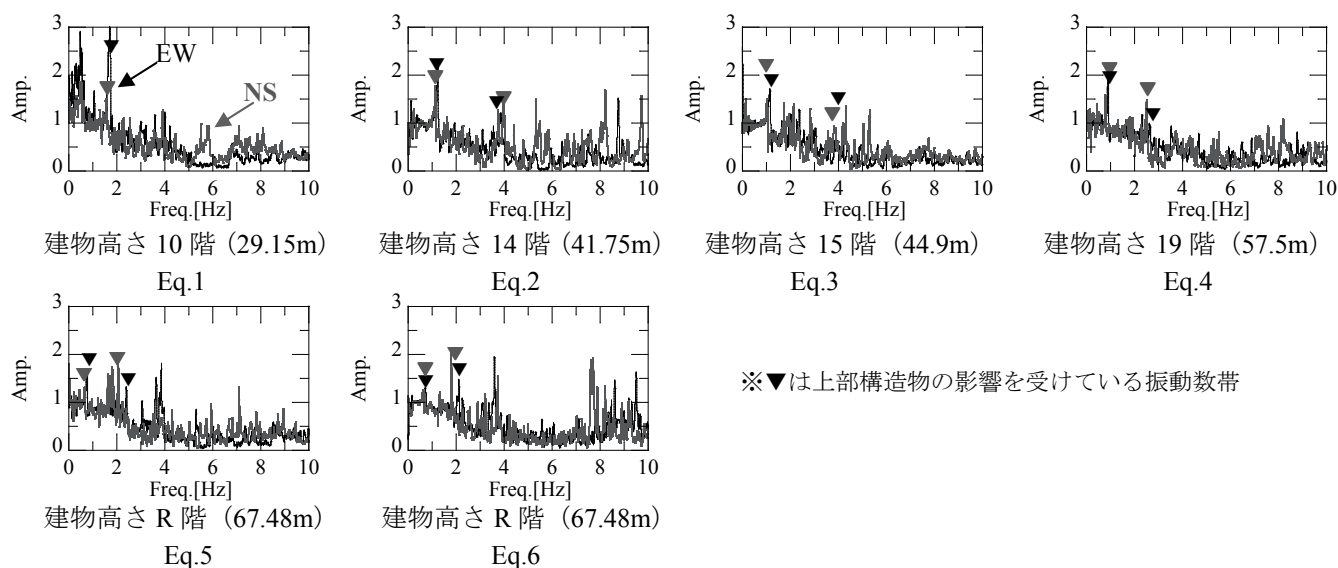 3
2
1
0
Amp.
EW
NS
0 2 4 6 8 10
Freq.[Hz]
建物高さ 10 階 (29.15m)
Eq.1
3
2
1
0
Amp.
0 2 4 6 8 10
Freq.[Hz]
建物高さ 14 階 (41.75m)
Eq.2
3
2
1
0
Amp.
0 2 4 6 8 10
Freq.[Hz]
建物高さ 15 階 (44.9m)
Eq.3
3
2
1
0
Amp.
0 2 4 6 8 10
Freq.[Hz]
建物高さ 19 階 (57.5m)
Eq.4
3
2
1
0
Amp.
0 2 4 6 8 10
Freq.[Hz]
建物高さ R 階 (67.48m)
Eq.5
3
2
1
0
Amp.
0 2 4 6 8 10
Freq.[Hz]
建物高さ R 階 (67.48m)
Eq.6
※▼は上部構造物の影響を受けている振動数帯